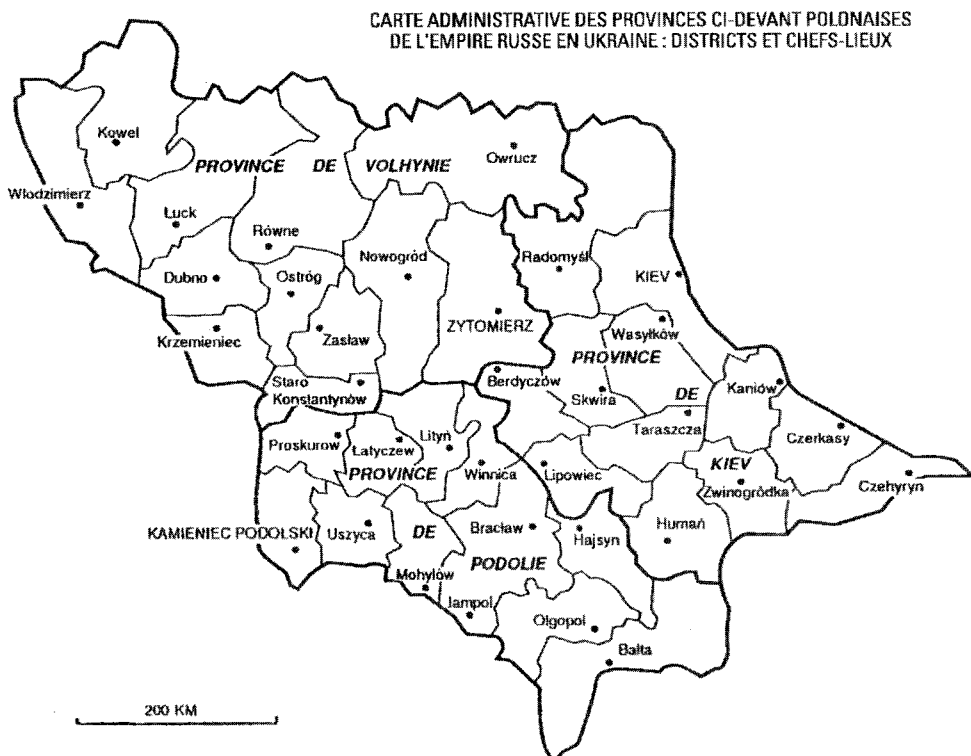 CARTE ADMINISTRATIVE DES PROVINCES CI-DEVANT POLONAISES
DE L'EMPIRE RUSSE EN UKRAINE : DISTRICTS ET CHEFS-LIEUX
Kowel
PROVINCE DE VOLHYNIE
Owrucz
Włodzimierz
Łuck
Równe
Nowogród
Radomyśl
KIEV
Dubno
Ostróg
Krzemieniec
Zasław
ZYTOMIERZ
Wasyłków
PROVINCE
Staro
Konstantynów
Berdyczów
Skwira
DE
Kaniów
Taraszcza
Czerkasy
Proskurow
Łatyczew
Lityń
Winnica
Lipowiec
KIEV
PROVINCE
Zwinogródka
Czehyryn
KAMIENIEC PODOLSKI
Uszyca
DE
Bracław
Hajsyn
Humań
PODOLIE
Mohylów
Jampol
Olgopol
Bałta
200 KM